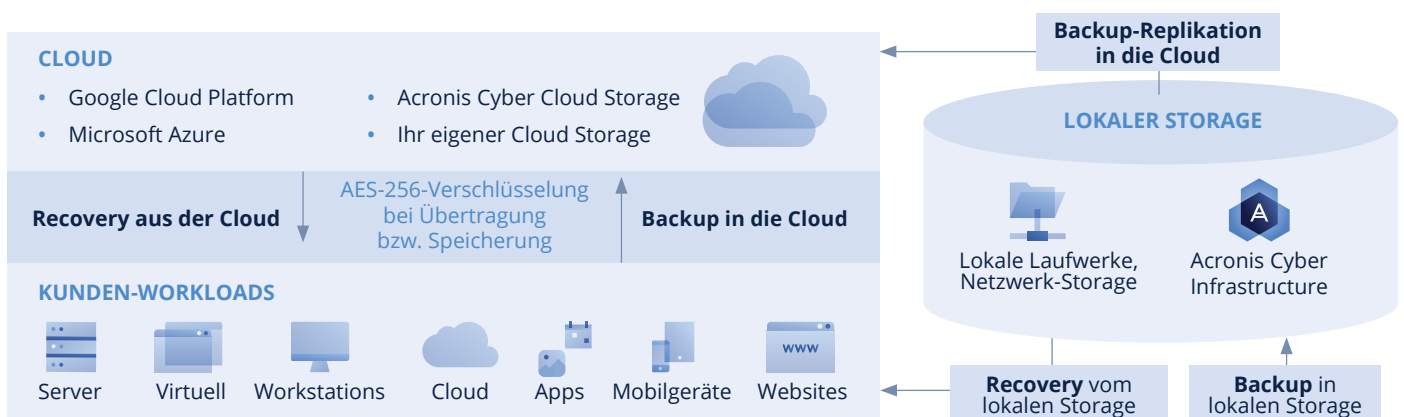 CLOUD
• Google Cloud Platform
• Microsoft Azure
• Acronis Cyber Cloud Storage
• Ihr eigener Cloud Storage
Recovery aus der Cloud
AES-256-Verschlüsselung
bei Übertragung
bzw. Speicherung
Backup in die Cloud
KUNDEN-WORKLOADS
Server
Virtuell
Workstations
Cloud
Apps
Mobilgeräte
www
Websites
Backup-Replikation
in die Cloud
LOKALER STORAGE
Lokale Laufwerke,
Netzwerk-Storage
A
Acronis Cyber
Infrastructure
Recovery vom
lokalen Storage
Backup in
lokalen Storage